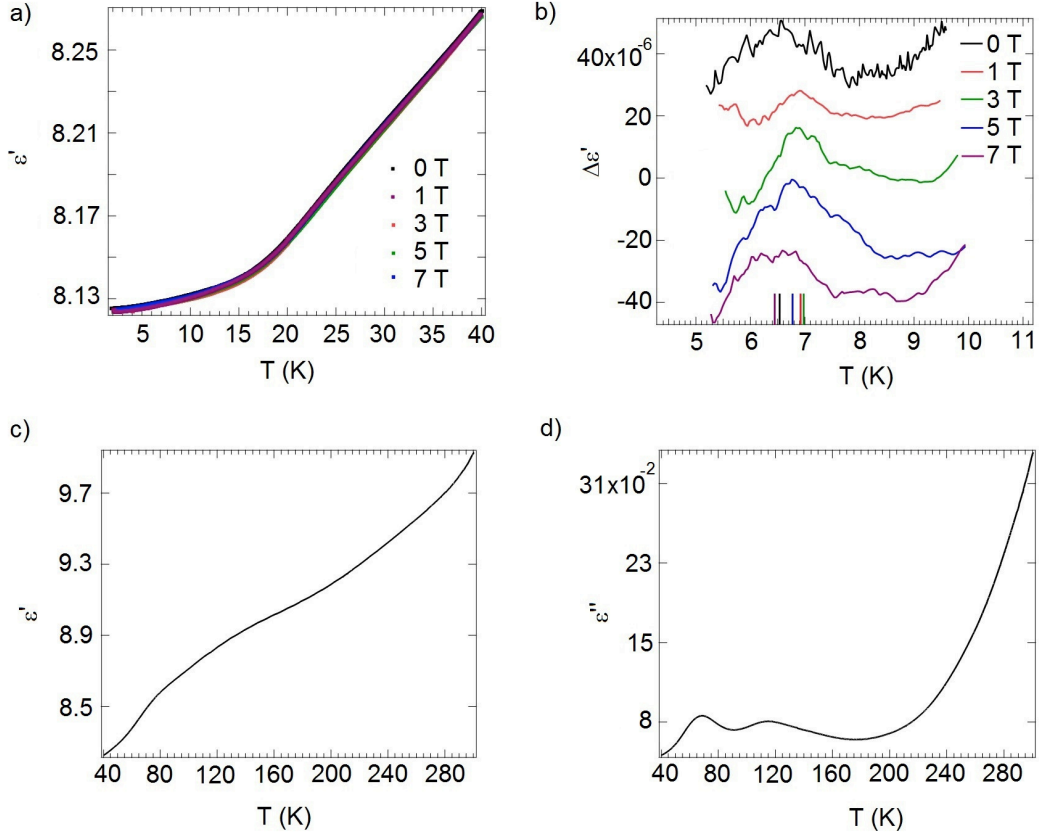 a)
ε'
8.25
8.21
8.17
8.13
0 T
1 T
3 T
5 T
7 T
5 10 15 20 25 30 35 40
T (K)
b)
Δε'
40x10-6
20
0
-20
-40
0 T
1 T
3 T
5 T
7 T
5 6 7 8 9 10 11
T (K)
c)
ε'
9.7
9.3
8.9
8.5
40 80 120 160 200 240 280
T (K)
d)
ε"
31x10-2
23
15
8
40 80 120 160 200 240 280
T (K)